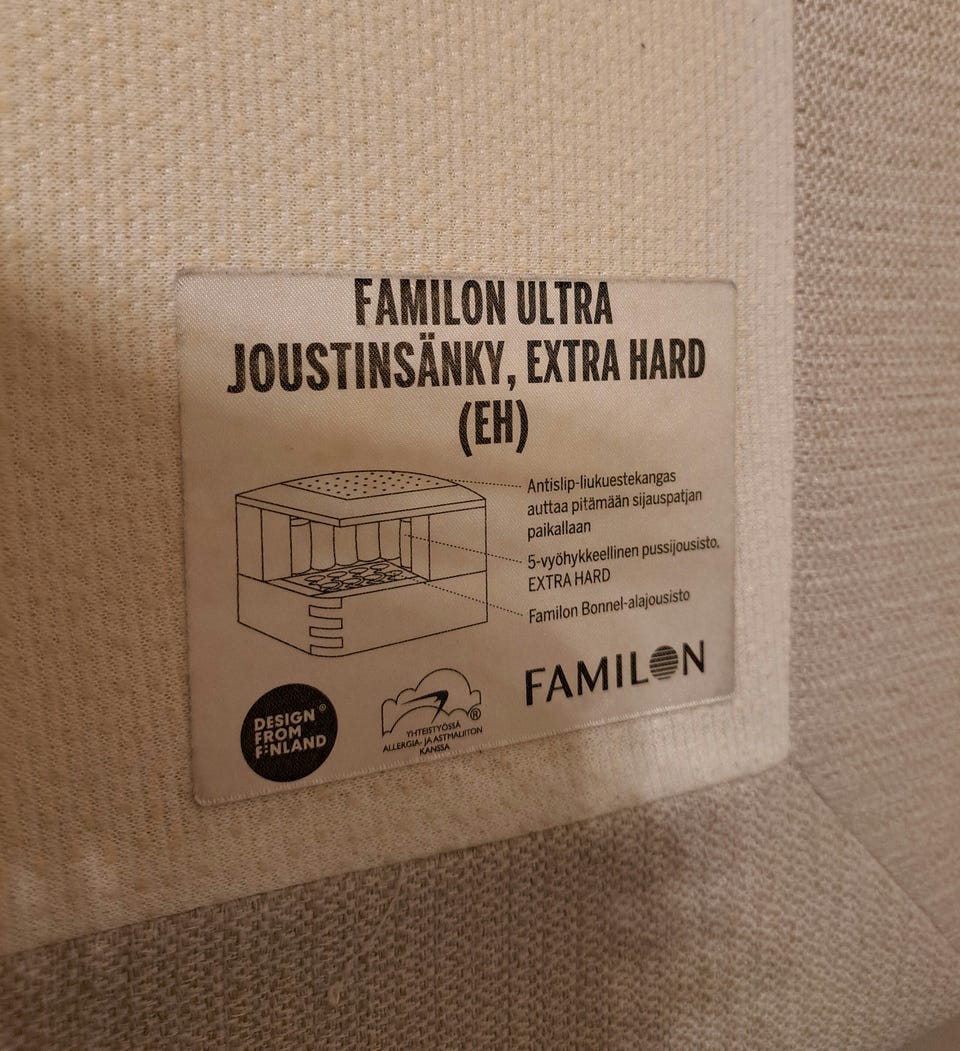 FAMILON ULTRA
JOUSTINSÄNKY, EXTRA HARD
(EH)
Antislip-liukuestekangas
auttaa pitämään sijauspatjan
paikallaan
5-vyöhykkeellinen pussijousisto,
EXTRA HARD
Familon Bonnel-alajousisto
FAMILON
DESIGN ®
FROM
FINLAND
®
YHTEISTYÖSSÄ
ALLERGIA- JA ASTMALIITON
KANSSA